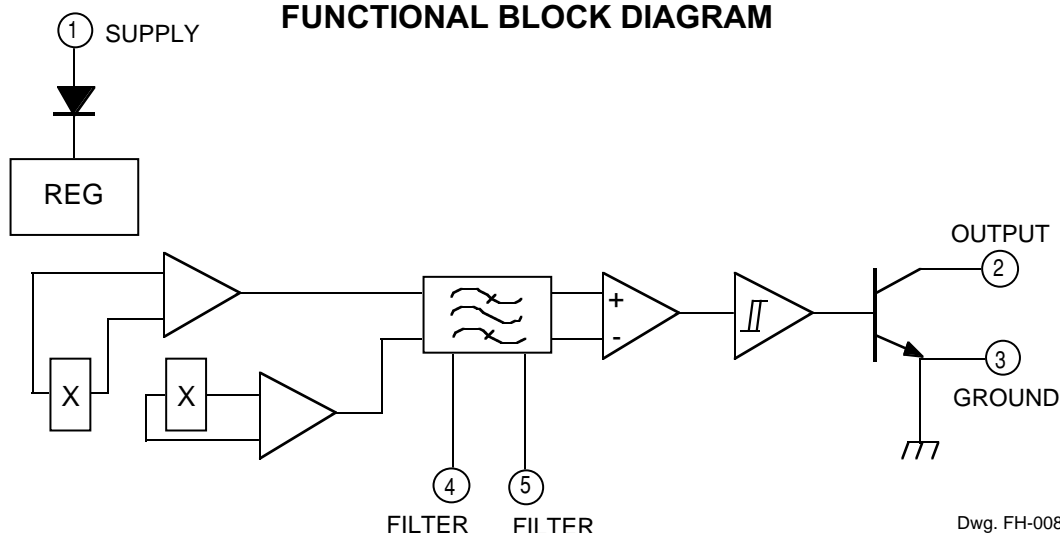 FUNCTIONAL BLOCK DIAGRAM
1 SUPPLY
REG
X
X
+
-
OUTPUT
2
3
GROUND
4
5
FILTER
FILTER
Dwg. FH-008